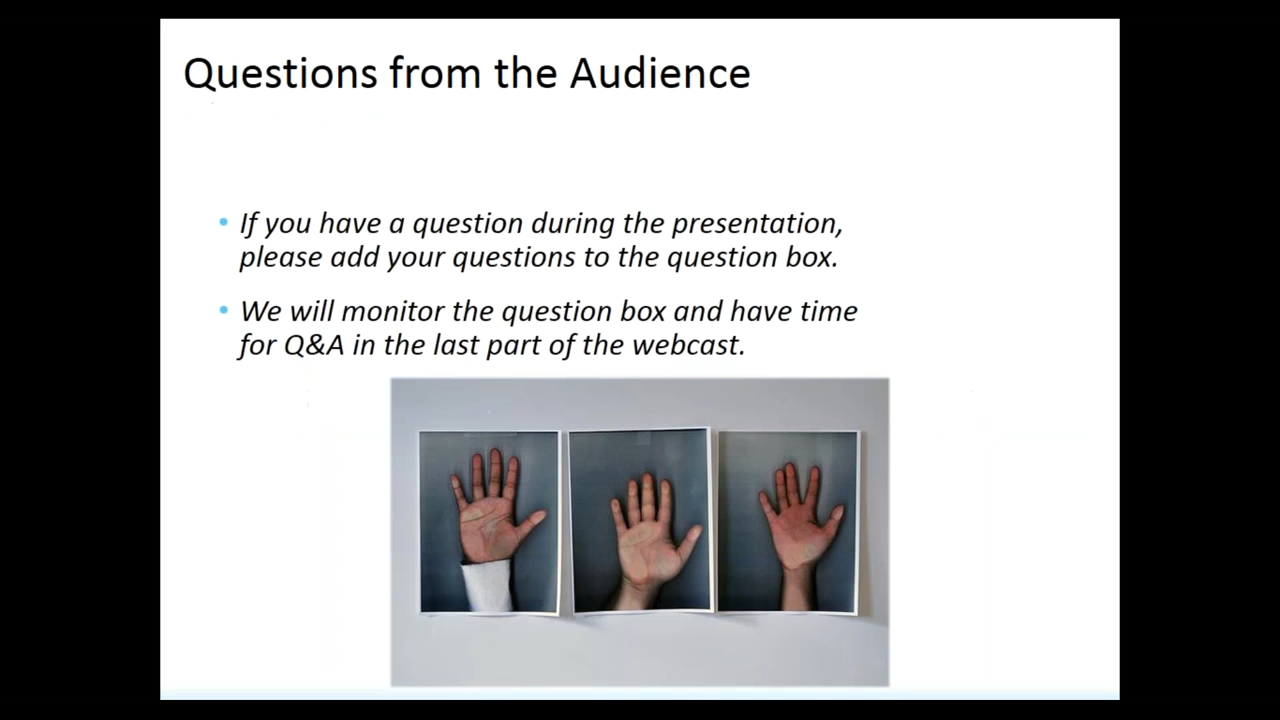 Questions from the Audience
• If you have a question during the presentation,
please add your questions to the question box.
• We will monitor the question box and have time
for Q&A in the last part of the webcast.